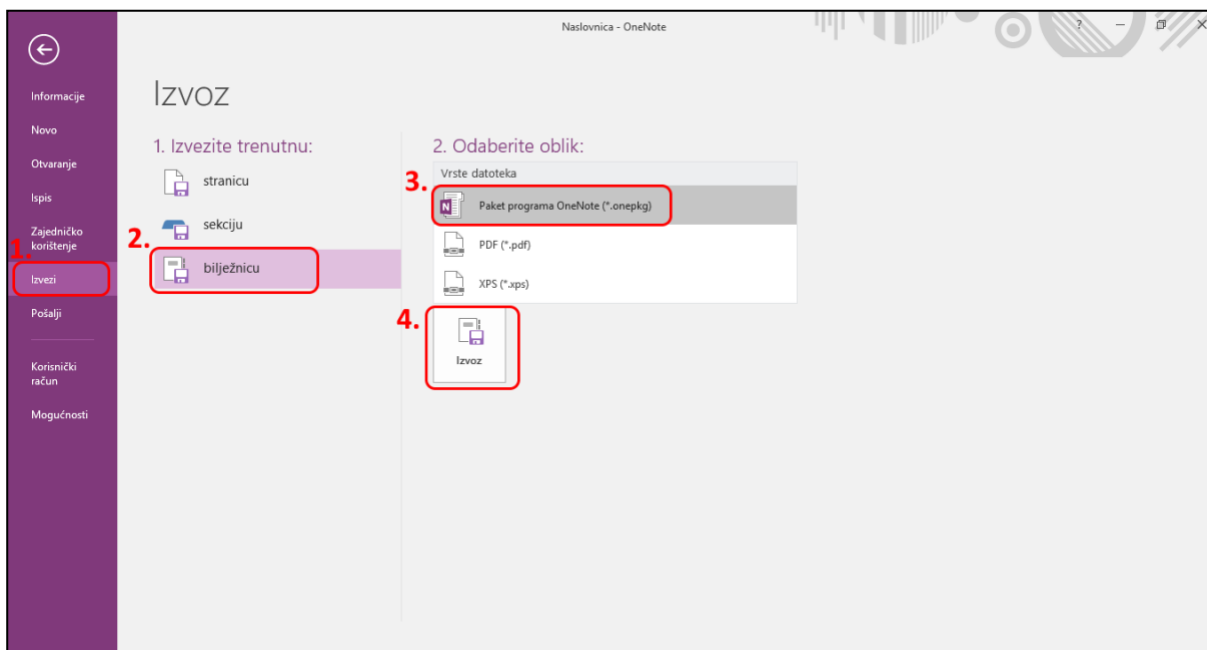 Naslovnica - OneNote
?
Informacije
Novo
Otvaranje
Ispis
Zajedničko
korištenje
1.
Izvezi
Pošalji
Korisnički
račun
Mogućnosti
Izvoz
1. Izvezite trenutnu:
stranicu
sekciju
2.
bilježnicu
2. Odaberite oblik:
Vrste datoteka
3.
N
Paket programa OneNote (*.onepkg)
PDF (*.pdf)
XPS (*.xps)
4.
Izvoz